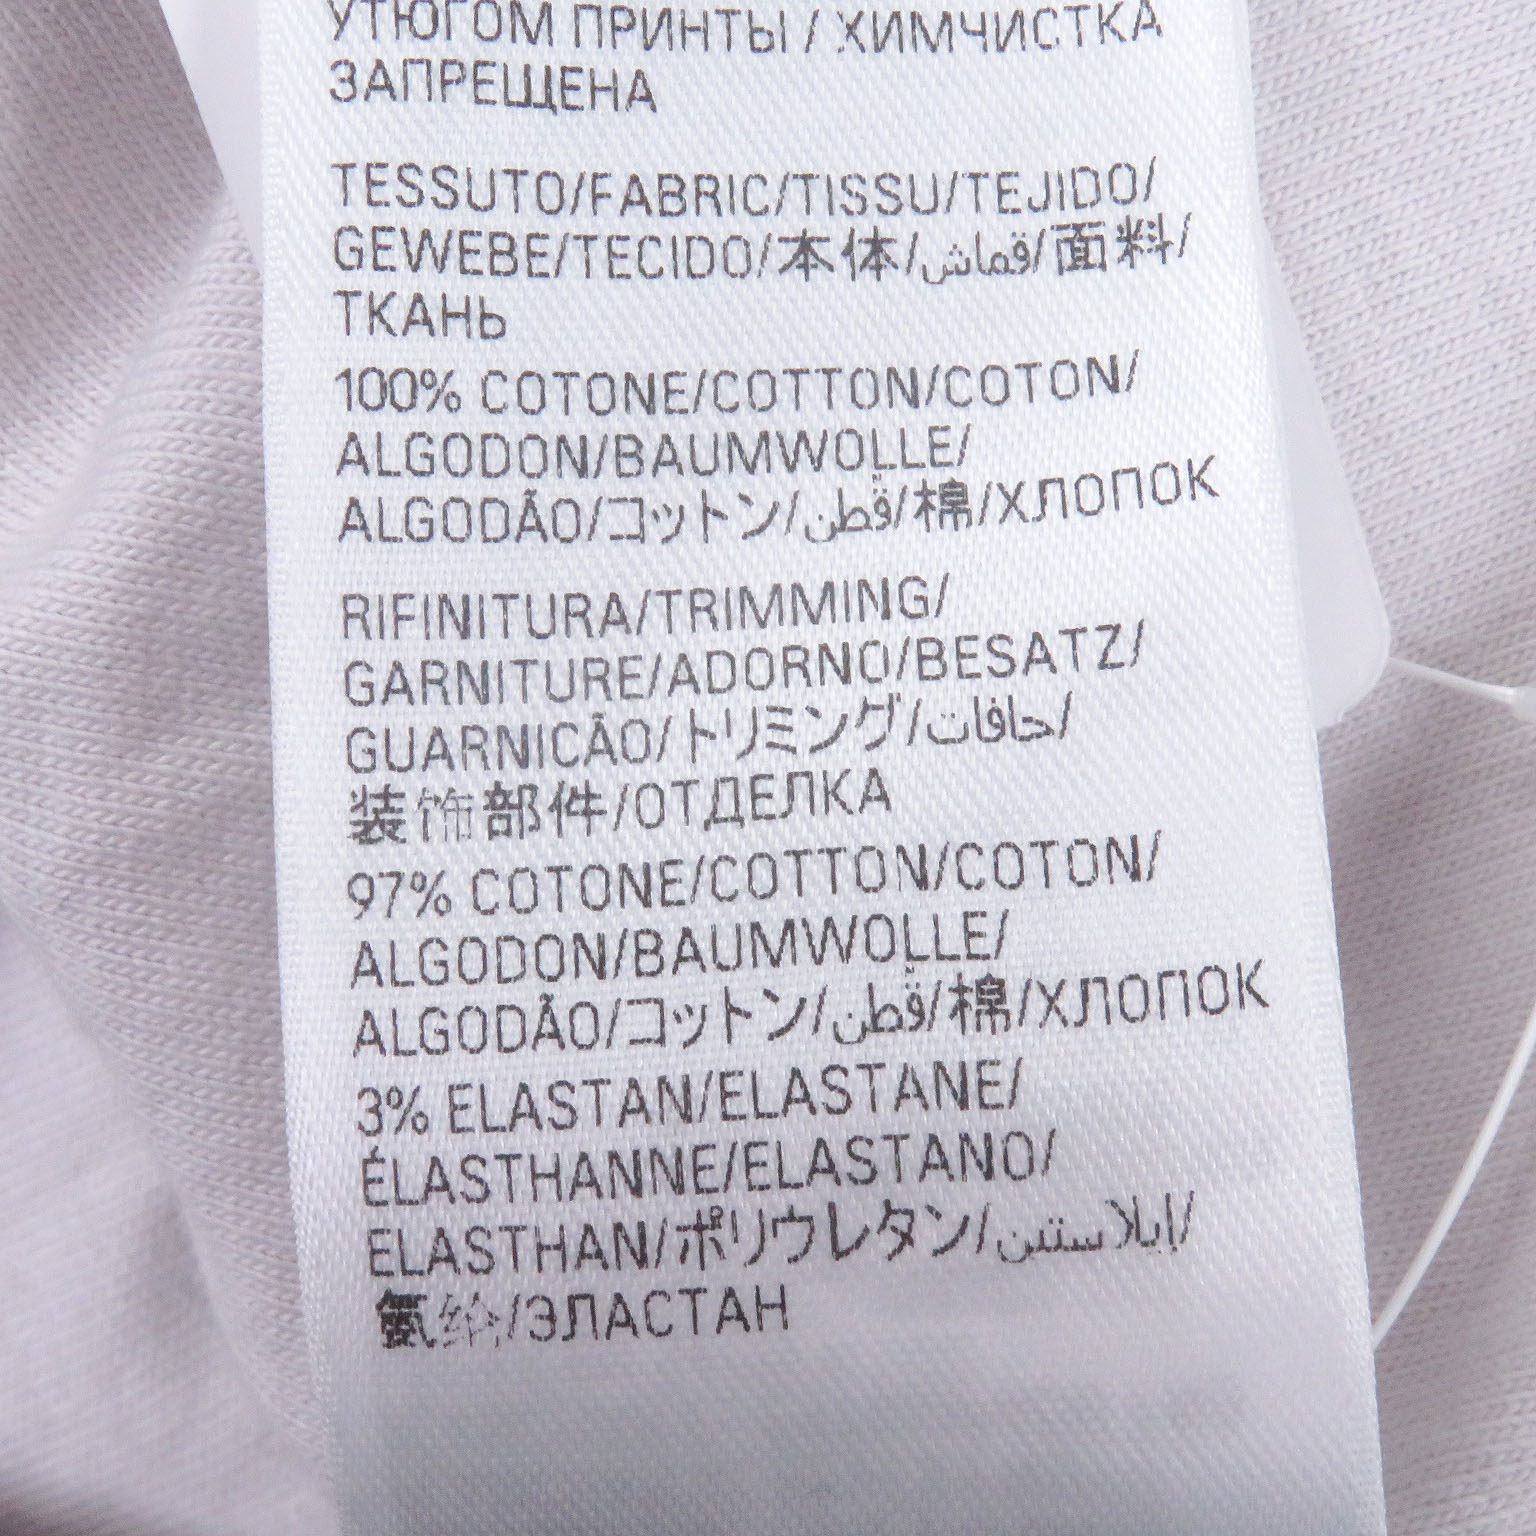 УТЮГОМ ПРИНТЫ / ХИМЧИСТКА
ЗАПРЕЩЕНА
TESSUTO/FABRIC/TISSU/TEJIDO/
GEWEBE/TECIDO/本体/قماش/面料/
ТКАНЬ
100% COTONE/COTTON/COTON/
ALGODON/BAUMWOLLE/
ALGODÃO/コットン/قطن/棉/ХЛОПОК
RIFINITURA/TRIMMING/
GARNITURE/ADORNO/BESATZ/
GUARNICÃO/トリミング/حافات/
装饰部件/ОТДЕЛКА
97% COTONE/COTTON/COTON/
ALGODON/BAUMWOLLE/
ALGODÃO/コットン/قطن/棉/ХЛОПОК
3% ELASTAN/ELASTANE/
ÉLASTHANNE/ELASTANO/
ELASTHAN/ポリウレタン/إيلاستين/
氨纶/ЭЛАСТАН